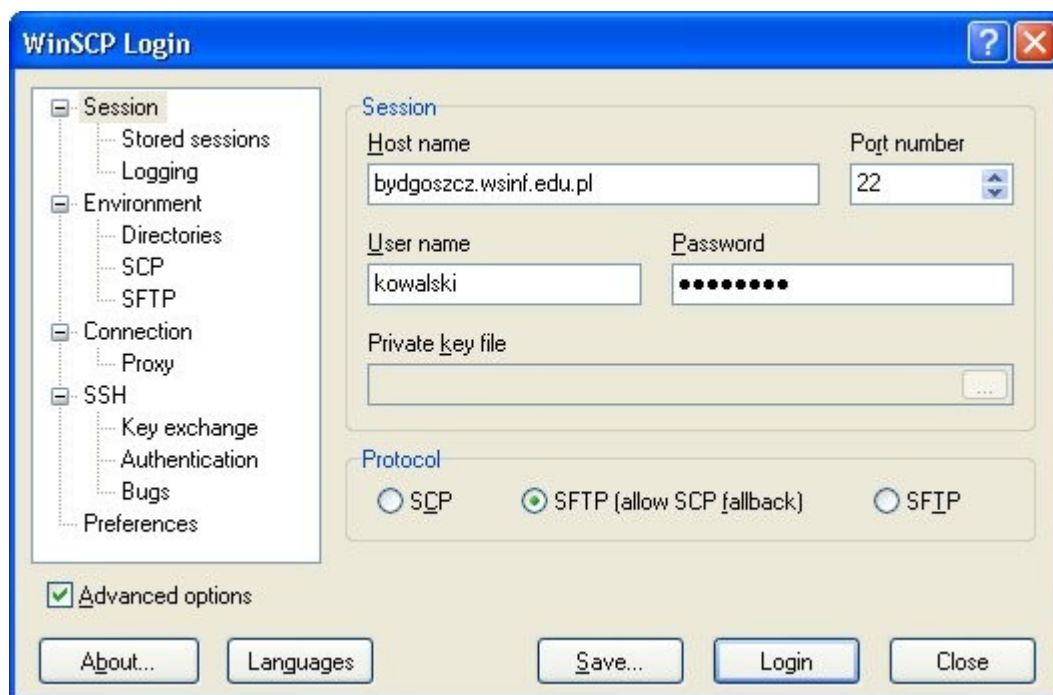 WinSCP Login
Session
Stored sessions
Logging
Environment
Directories
SCP
SFTP
Connection
Proxy
SSH
Key exchange
Authentication
Bugs
Preferences
Advanced options
Session
Host name Port number
bydgoszcz.wsinf.edu.pl 22
User name Password
kowalski ●●●●●●●●
Private key file
...
Protocol
SCP SFTP (allow SCP fallback) SFTP
About... Languages Save... Login Close